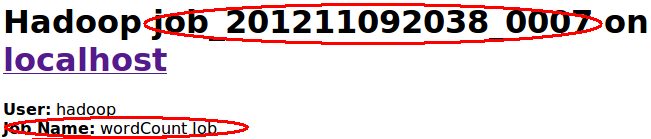 Hadoop job_201211092038_0007 on
localhost
User: hadoop
Job Name: wordCount Job